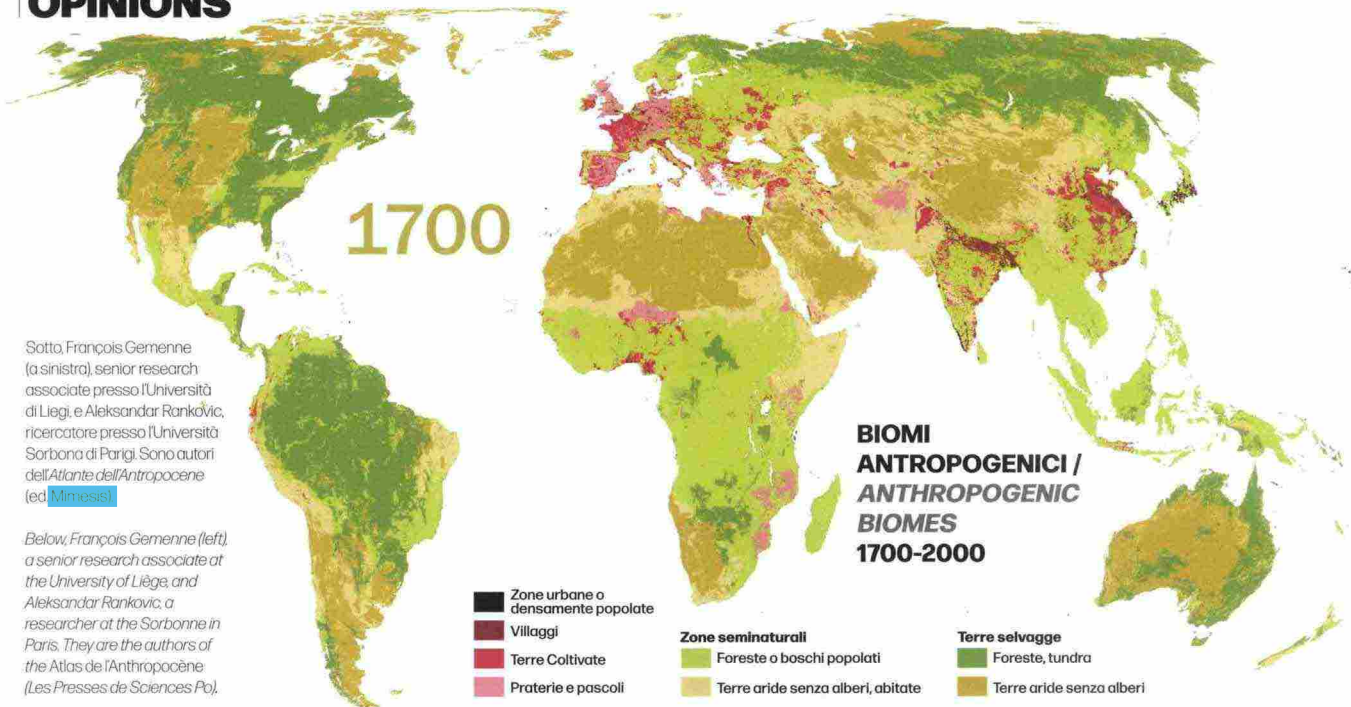 OPINIONS
1700
Sotto, François Gemenne
(a sinistra), senior research
associate presso l'Università
di Liegi, e Aleksandar Rankovic,
ricercatore presso l'Università
Sorbona di Parigi. Sono autori
dell'Atlante dell'Antropocene
(ed. Mimesis).
Below, François Gemenne (left),
a senior research associate at
the University of Liège, and
Aleksandar Rankovic, a
researcher at the Sorbonne in
Paris. They are the authors of
the Atlas de l'Anthropocène
(Les Presses de Sciences Po).
BIOMI
ANTROPOGENICI /
ANTHROPOGENIC
BIOMES
1700-2000
Zone urbane o
densamente popolate
Villaggi
Terre Coltivate
Praterie e pascoli
Zone seminaturali
Foreste o boschi popolati
Terre aride senza alberi, abitate
Terre selvagge
Foreste, tundra
Terre aride senza alberi